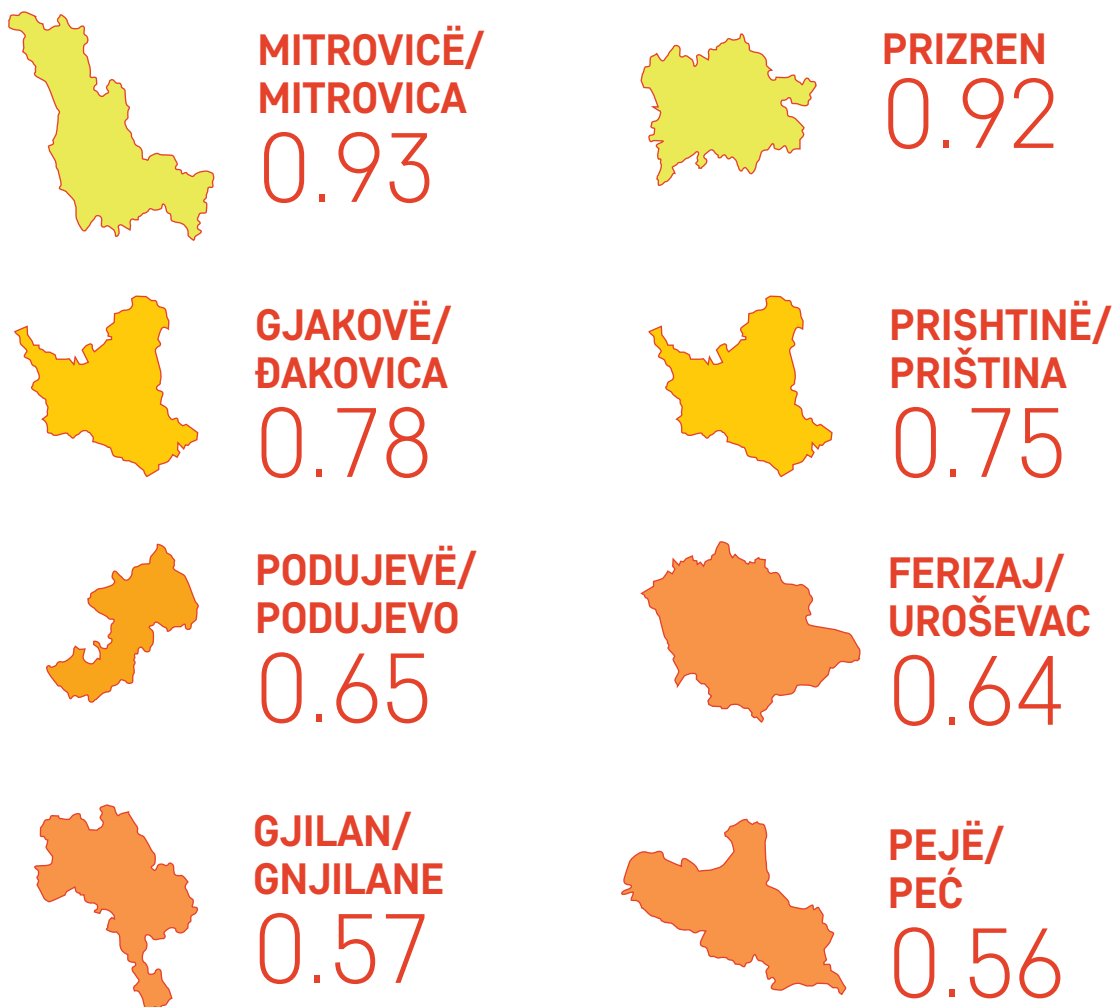 MITROVICË/
MITROVICA
0.93
PRIZREN
0.92
GJAKOVË/
ĐAKOVICA
0.78
PRISHTINË/
PRIŠTINA
0.75
PODUJEVË/
PODUJEVO
0.65
FERIZAJ/
UROŠEVAC
0.64
GJILAN/
GNJILANE
0.57
PEJË/
PEĆ
0.56